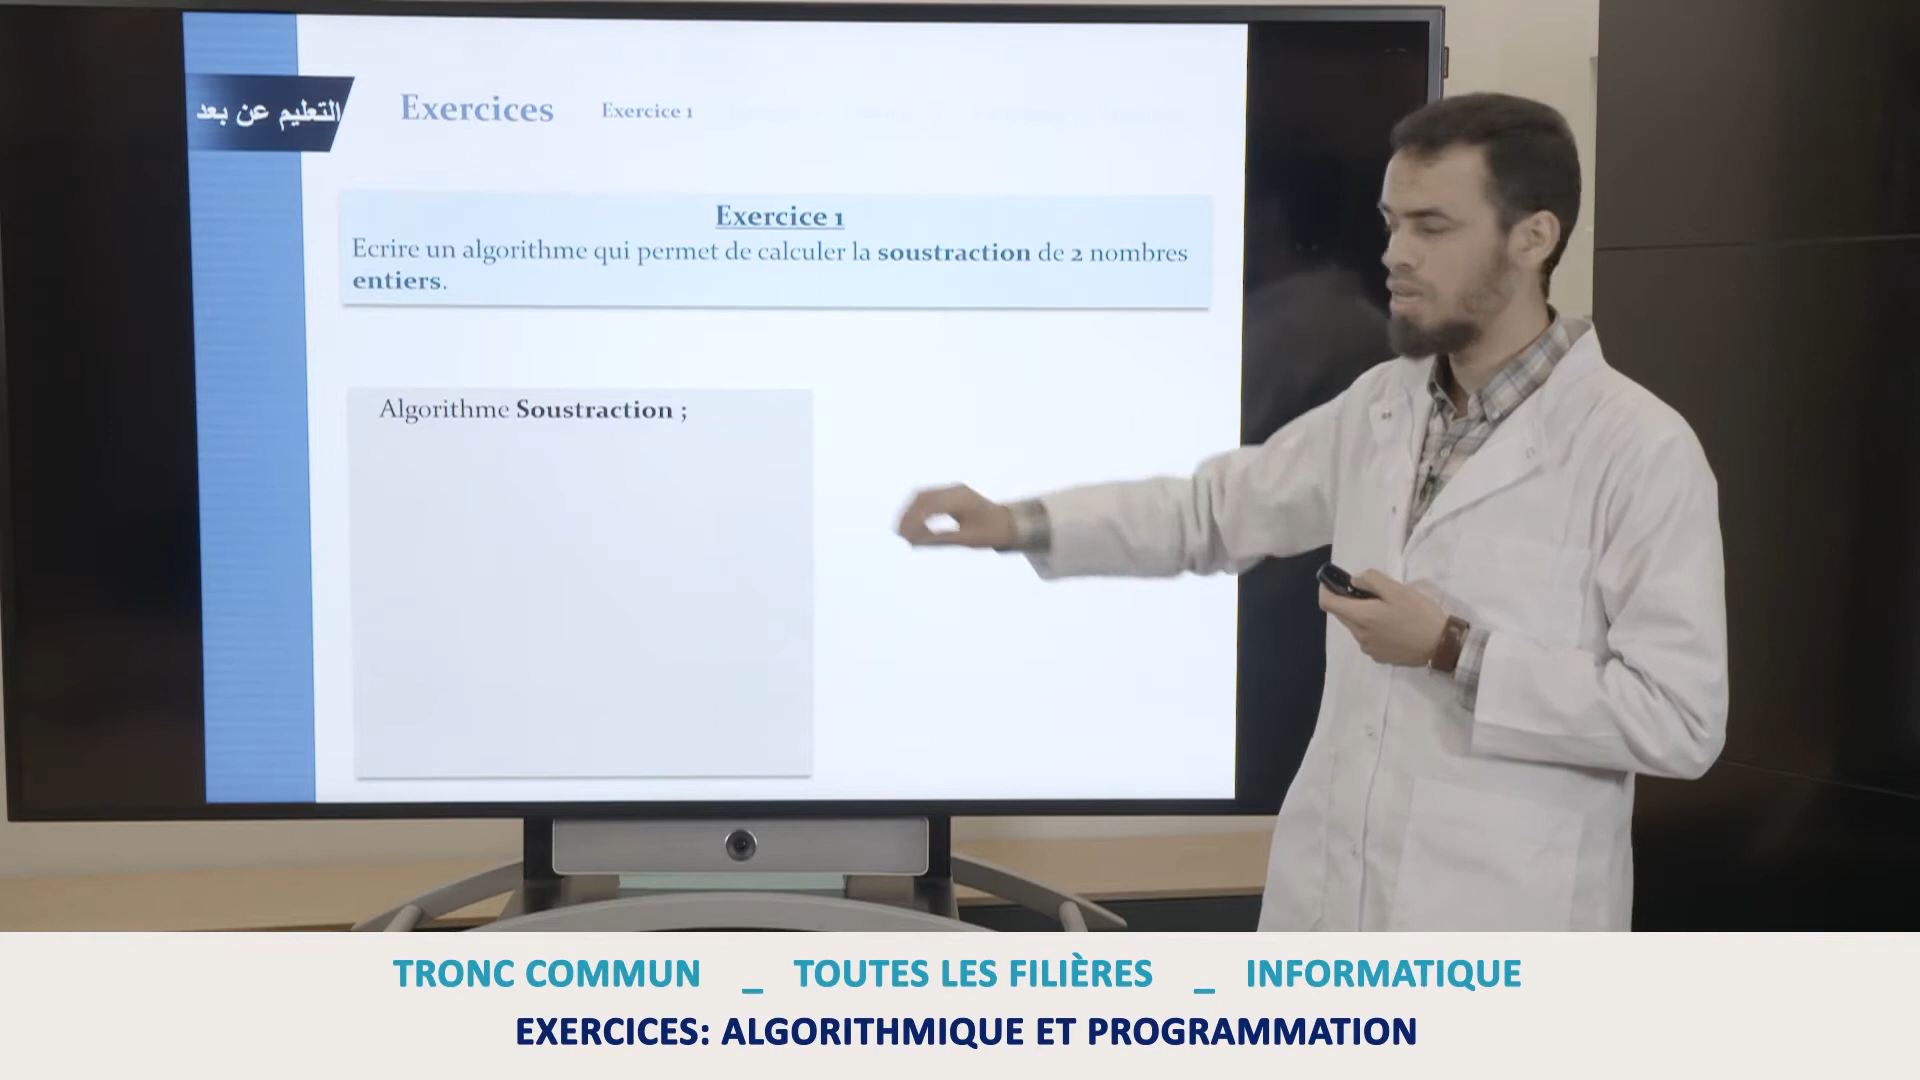 التعليم عن بعد
Exercices
Exercice 1
Exercice 1
Ecrire un algorithme qui permet de calculer la soustraction de 2 nombres
entiers.
Algorithme Soustraction ;
TRONC COMMUN _ TOUTES LES FILIÈRES _ INFORMATIQUE
EXERCICES: ALGORITHMIQUE ET PROGRAMMATION